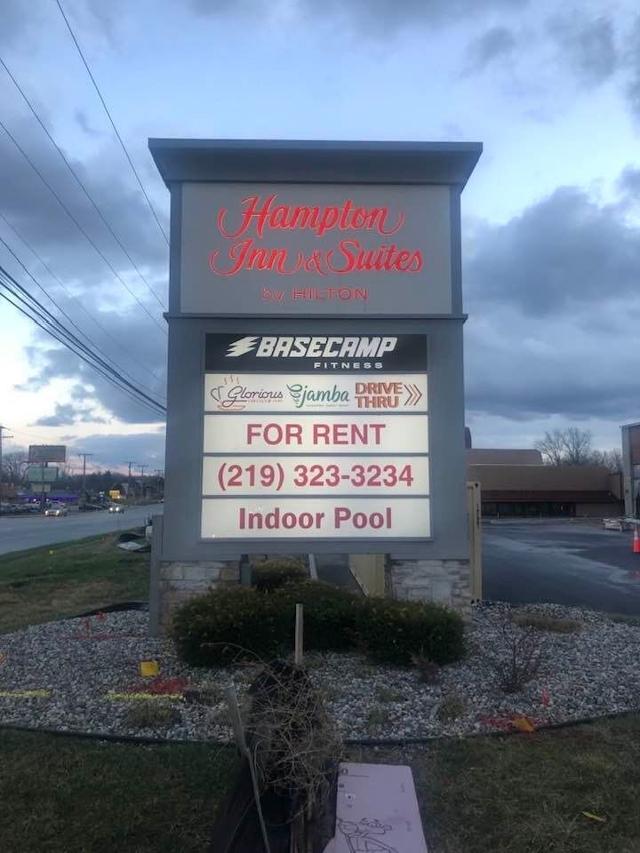 Hampton
Inn & Suites
by HILTON
BASECAMP
FITNESS
Glorious jamba DRIVE
THRU
FOR RENT
(219) 323-3234
Indoor Pool